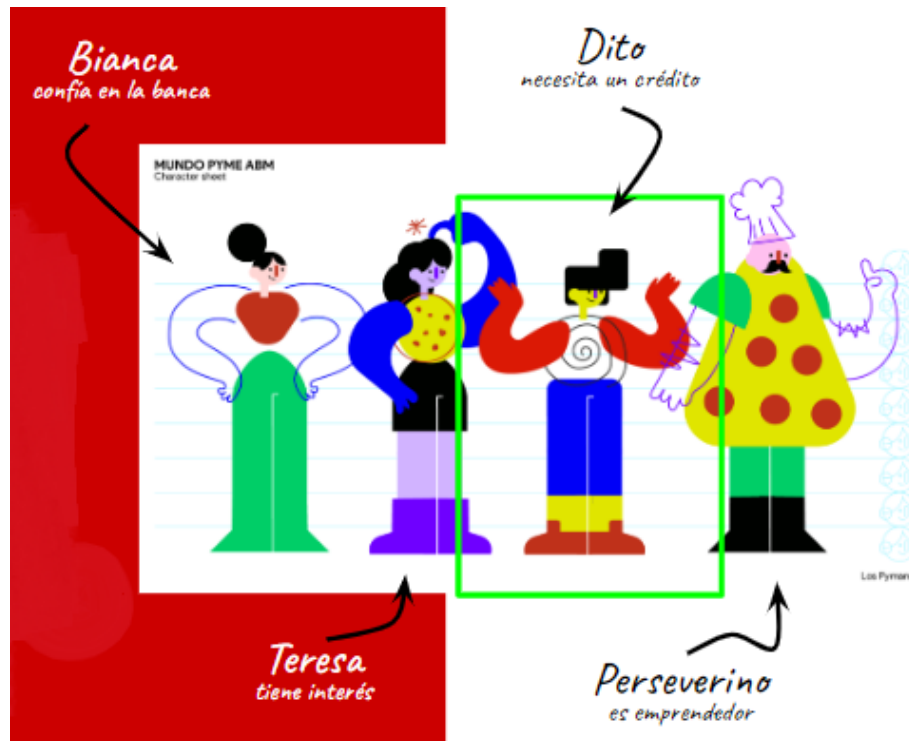 Bianca
confía en la banca
Dito
necesita un crédito
MUNDO PYME ABM
Character sheet
Los Pyman
Teresa
tiene interés
Perseverino
es emprendedor